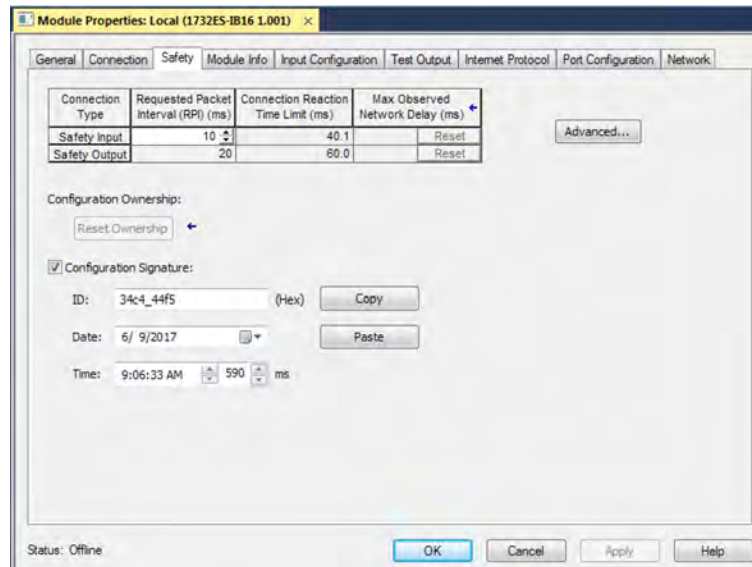 Module Properties: Local (1732ES-IB16 1.001) ×
General Connection Safety Module Info Input Configuration Test Output Internet Protocol Port Configuration Network
Connection Type Requested Packet Interval (RPI) (ms) Connection Reaction Time Limit (ms) Max Observed Network Delay (ms)
Safety Input 10 40.1 Reset
Safety Output 20 60.0 Reset
Advanced...
Configuration Ownership:
Reset Ownership
Configuration Signature:
ID: 34c4_44f5 (Hex) Copy
Date: 6/ 9/2017 Paste
Time: 9:06:33 AM 590 ms
Status: Offline OK Cancel Apply Help